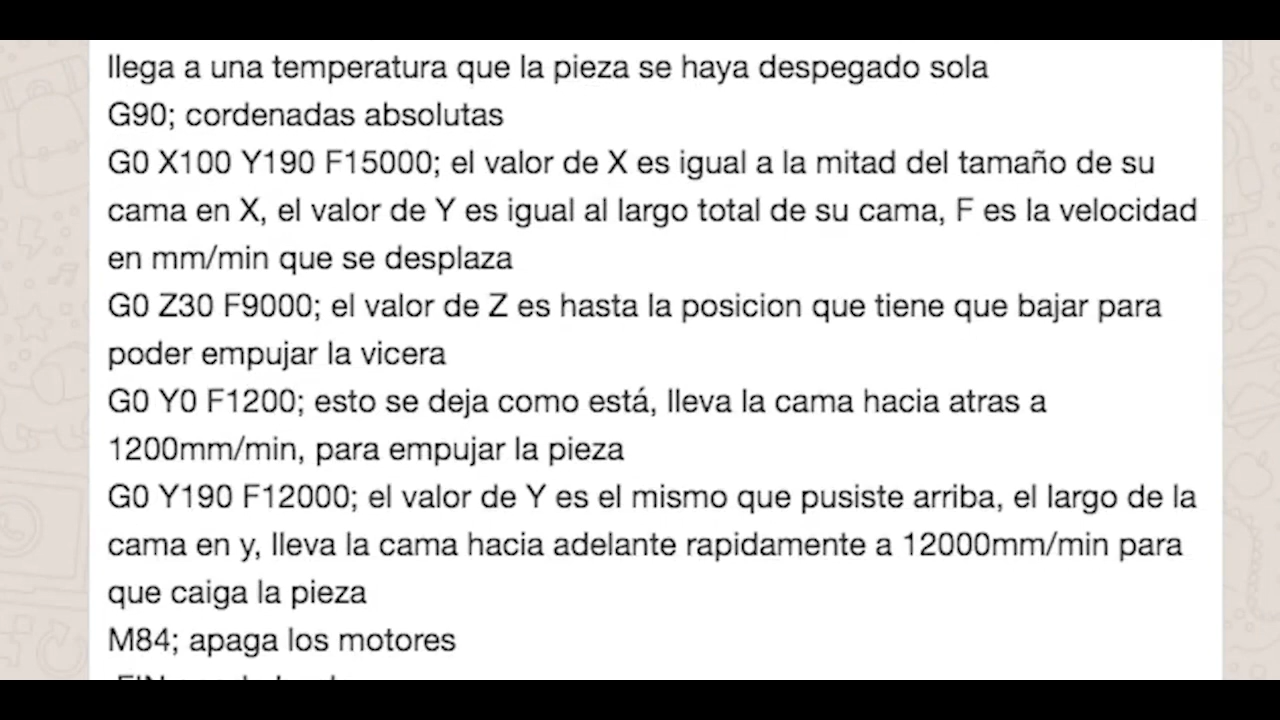 llega a una temperatura que la pieza se haya despegado sola
G90; cordenadas absolutas
G0 X100 Y190 F15000; el valor de X es igual a la mitad del tamaño de su
cama en X, el valor de Y es igual al largo total de su cama, F es la velocidad
en mm/min que se desplaza
G0 Z30 F9000; el valor de Z es hasta la posicion que tiene que bajar para
poder empujar la vicera
G0 Y0 F1200; esto se deja como está, lleva la cama hacia atras a
1200mm/min, para empujar la pieza
G0 Y190 F12000; el valor de Y es el mismo que pusiste arriba, el largo de la
cama en y, lleva la cama hacia adelante rapidamente a 12000mm/min para
que caiga la pieza
M84; apaga los motores